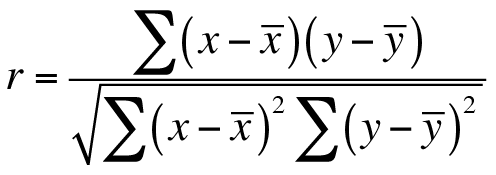 r = ∑(x − x̅)(y − y̅) / √∑(x − x̅)² ∑(y − y̅)²